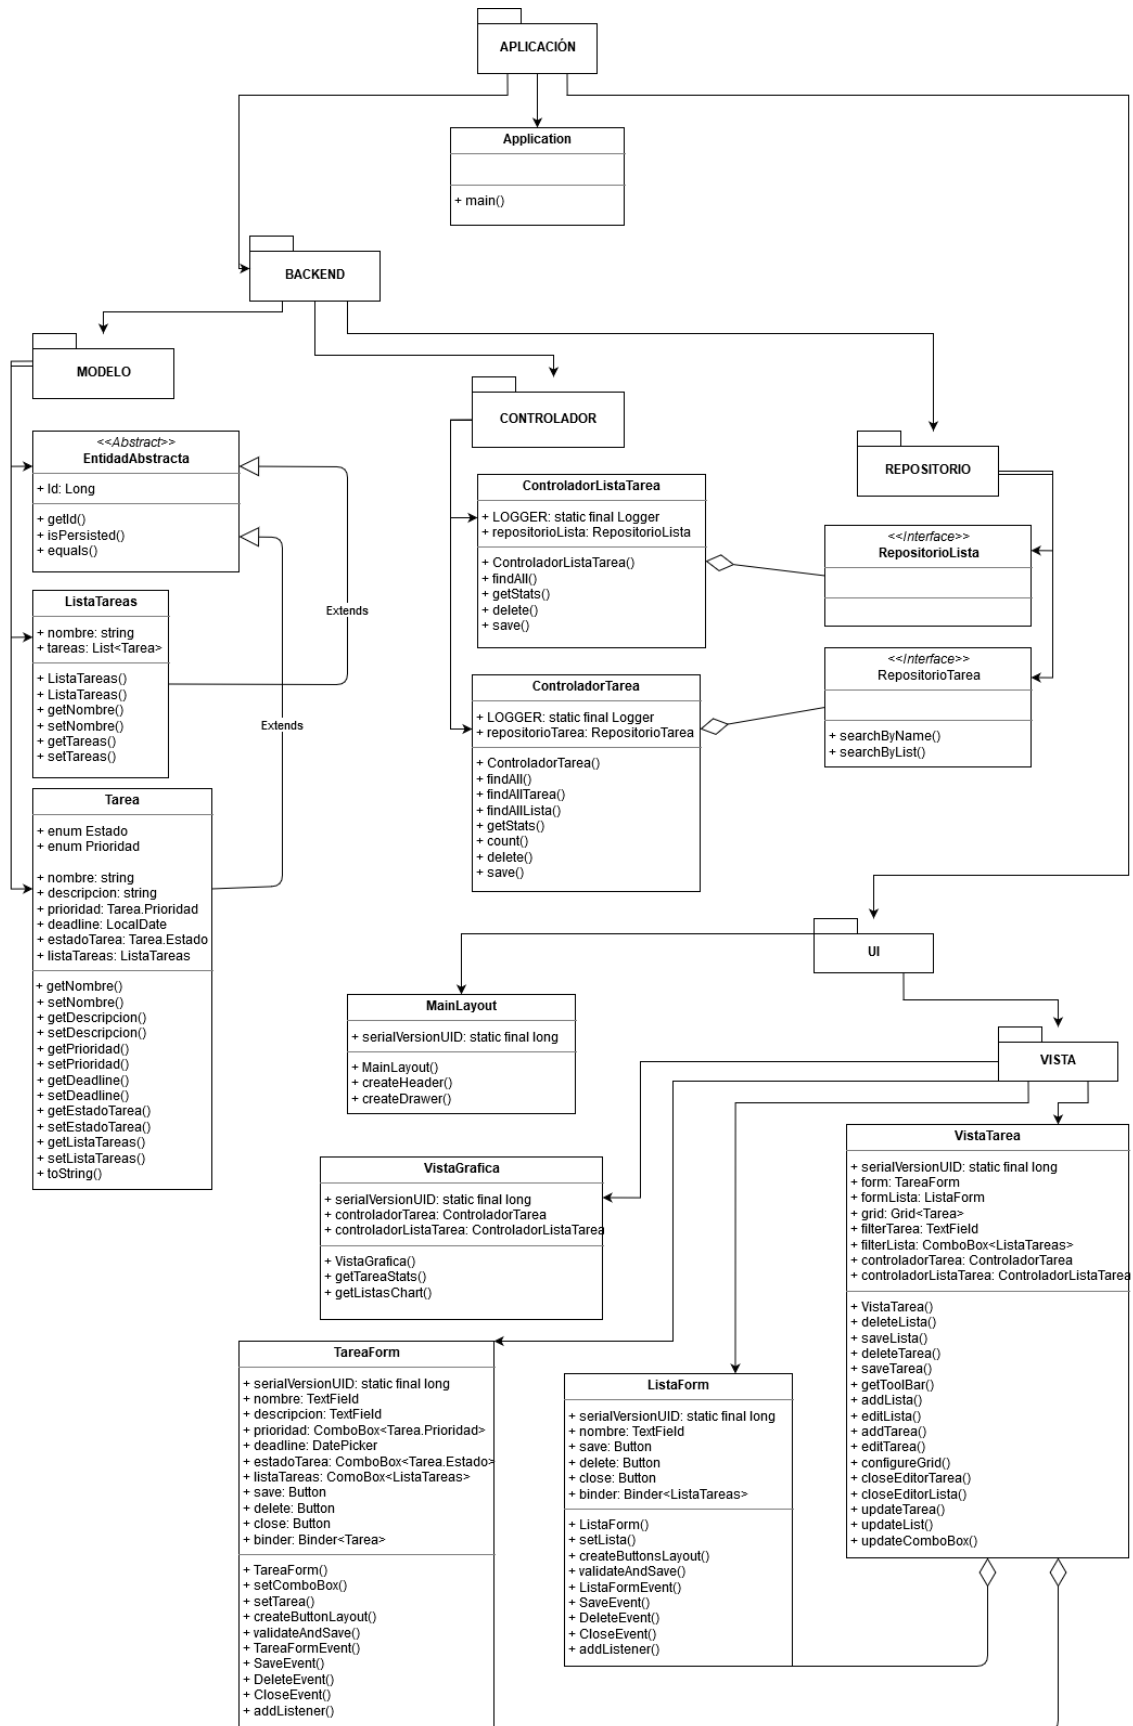 APLICACIÓN
Application
+ main()
BACKEND
MODELO
CONTROLADOR
REPOSITORIO
<<Abstract>>
EntidadAbstracta
+ Id: Long
+ getId()
+ isPersisted()
+ equals()
ListaTareas
+ nombre: string
+ tareas: List<Tarea>
+ ListaTareas()
+ ListaTareas()
+ getNombre()
+ setNombre()
+ getTareas()
+ setTareas()
Extends
Extends
Tarea
+ enum Estado
+ enum Prioridad
+ nombre: string
+ descripcion: string
+ prioridad: Tarea.Prioridad
+ deadline: LocalDate
+ estadoTarea: Tarea.Estado
+ listaTareas: ListaTareas
+ getNombre()
+ setNombre()
+ getDescripcion()
+ setDescripcion()
+ getPrioridad()
+ setPrioridad()
+ getDeadline()
+ setDeadline()
+ getEstadoTarea()
+ setEstadoTarea()
+ getListaTareas()
+ setListaTareas()
+ toString()
ControladorListaTarea
+ LOGGER: static final Logger
+ repositorioLista: RepositorioLista
+ ControladorListaTarea()
+ findAll()
+ getStats()
+ delete()
+ save()
ControladorTarea
+ LOGGER: static final Logger
+ repositorioTarea: RepositorioTarea
+ ControladorTarea()
+ findAll()
+ findAllTarea()
+ findAllLista()
+ getStats()
+ count()
+ delete()
+ save()
<<Interface>>
RepositorioLista
<<Interface>>
RepositorioTarea
+ searchByName()
+ searchByList()
UI
MainLayout
+ serialVersionUID: static final long
+ MainLayout()
+ createHeader()
+ createDrawer()
VISTA
VistaGrafica
+ serialVersionUID: static final long
+ controladorTarea: ControladorTarea
+ controladorListaTarea: ControladorListaTarea
+ VistaGrafica()
+ getTareaStats()
+ getListasChart()
VistaTarea
+ serialVersionUID: static final long
+ form: TareaForm
+ formLista: ListaForm
+ grid: Grid<Tarea>
+ filterTarea: TextField
+ filterLista: ComboBox<ListaTareas>
+ controladorTarea: ControladorTarea
+ controladorListaTarea: ControladorListaTarea
+ VistaTarea()
+ deleteLista()
+ saveLista()
+ deleteTarea()
+ saveTarea()
+ getToolBar()
+ addLista()
+ editLista()
+ addTarea()
+ editTarea()
+ configureGrid()
+ closeEditorTarea()
+ closeEditorLista()
+ updateTarea()
+ updateList()
+ updateComboBox()
TareaForm
+ serialVersionUID: static final long
+ nombre: TextField
+ descripcion: TextField
+ prioridad: ComboBox<Tarea.Prioridad>
+ deadline: DatePicker
+ estadoTarea: ComboBox<Tarea.Estado>
+ listaTareas: ComoBox<ListaTareas>
+ save: Button
+ delete: Button
+ close: Button
+ binder: Binder<Tarea>
+ TareaForm()
+ setComboBox()
+ setTarea()
+ createButtonLayout()
+ validateAndSave()
+ TareaFormEvent()
+ SaveEvent()
+ DeleteEvent()
+ CloseEvent()
+ addListener()
ListaForm
+ serialVersionUID: static final long
+ nombre: TextField
+ save: Button
+ delete: Button
+ close: Button
+ binder: Binder<ListaTareas>
+ ListaForm()
+ setLista()
+ createButtonsLayout()
+ validateAndSave()
+ ListaFormEvent()
+ SaveEvent()
+ DeleteEvent()
+ CloseEvent()
+ addListener()